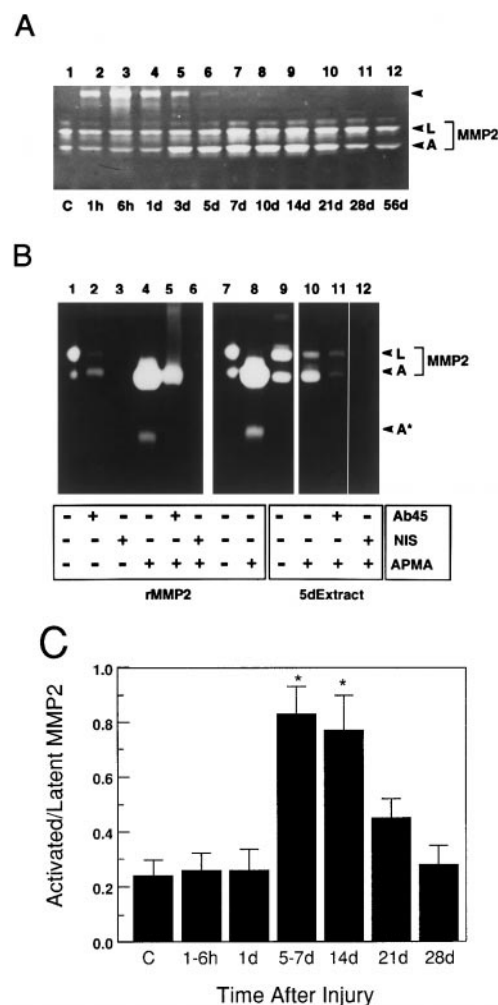 A
1 2 3 4 5 6 7 8 9 10 11 12
L
A
MMP2
C 1h 6h 1d 3d 5d 7d 10d 14d 21d 28d 56d
B
1 2 3 4 5 6 7 8 9 10 11 12
L
A
MMP2
A*
- + - - + - - - - - + - Ab45
- - + - - + - - - - - + NIS
- - - + + + - + - + + + APMA
rMMP2 5dExtract
C
Activated/Latent MMP2
1.0
0.8
0.6
0.4
0.2
0.0
* *
C 1-6h 1d 5-7d 14d 21d 28d
Time After Injury